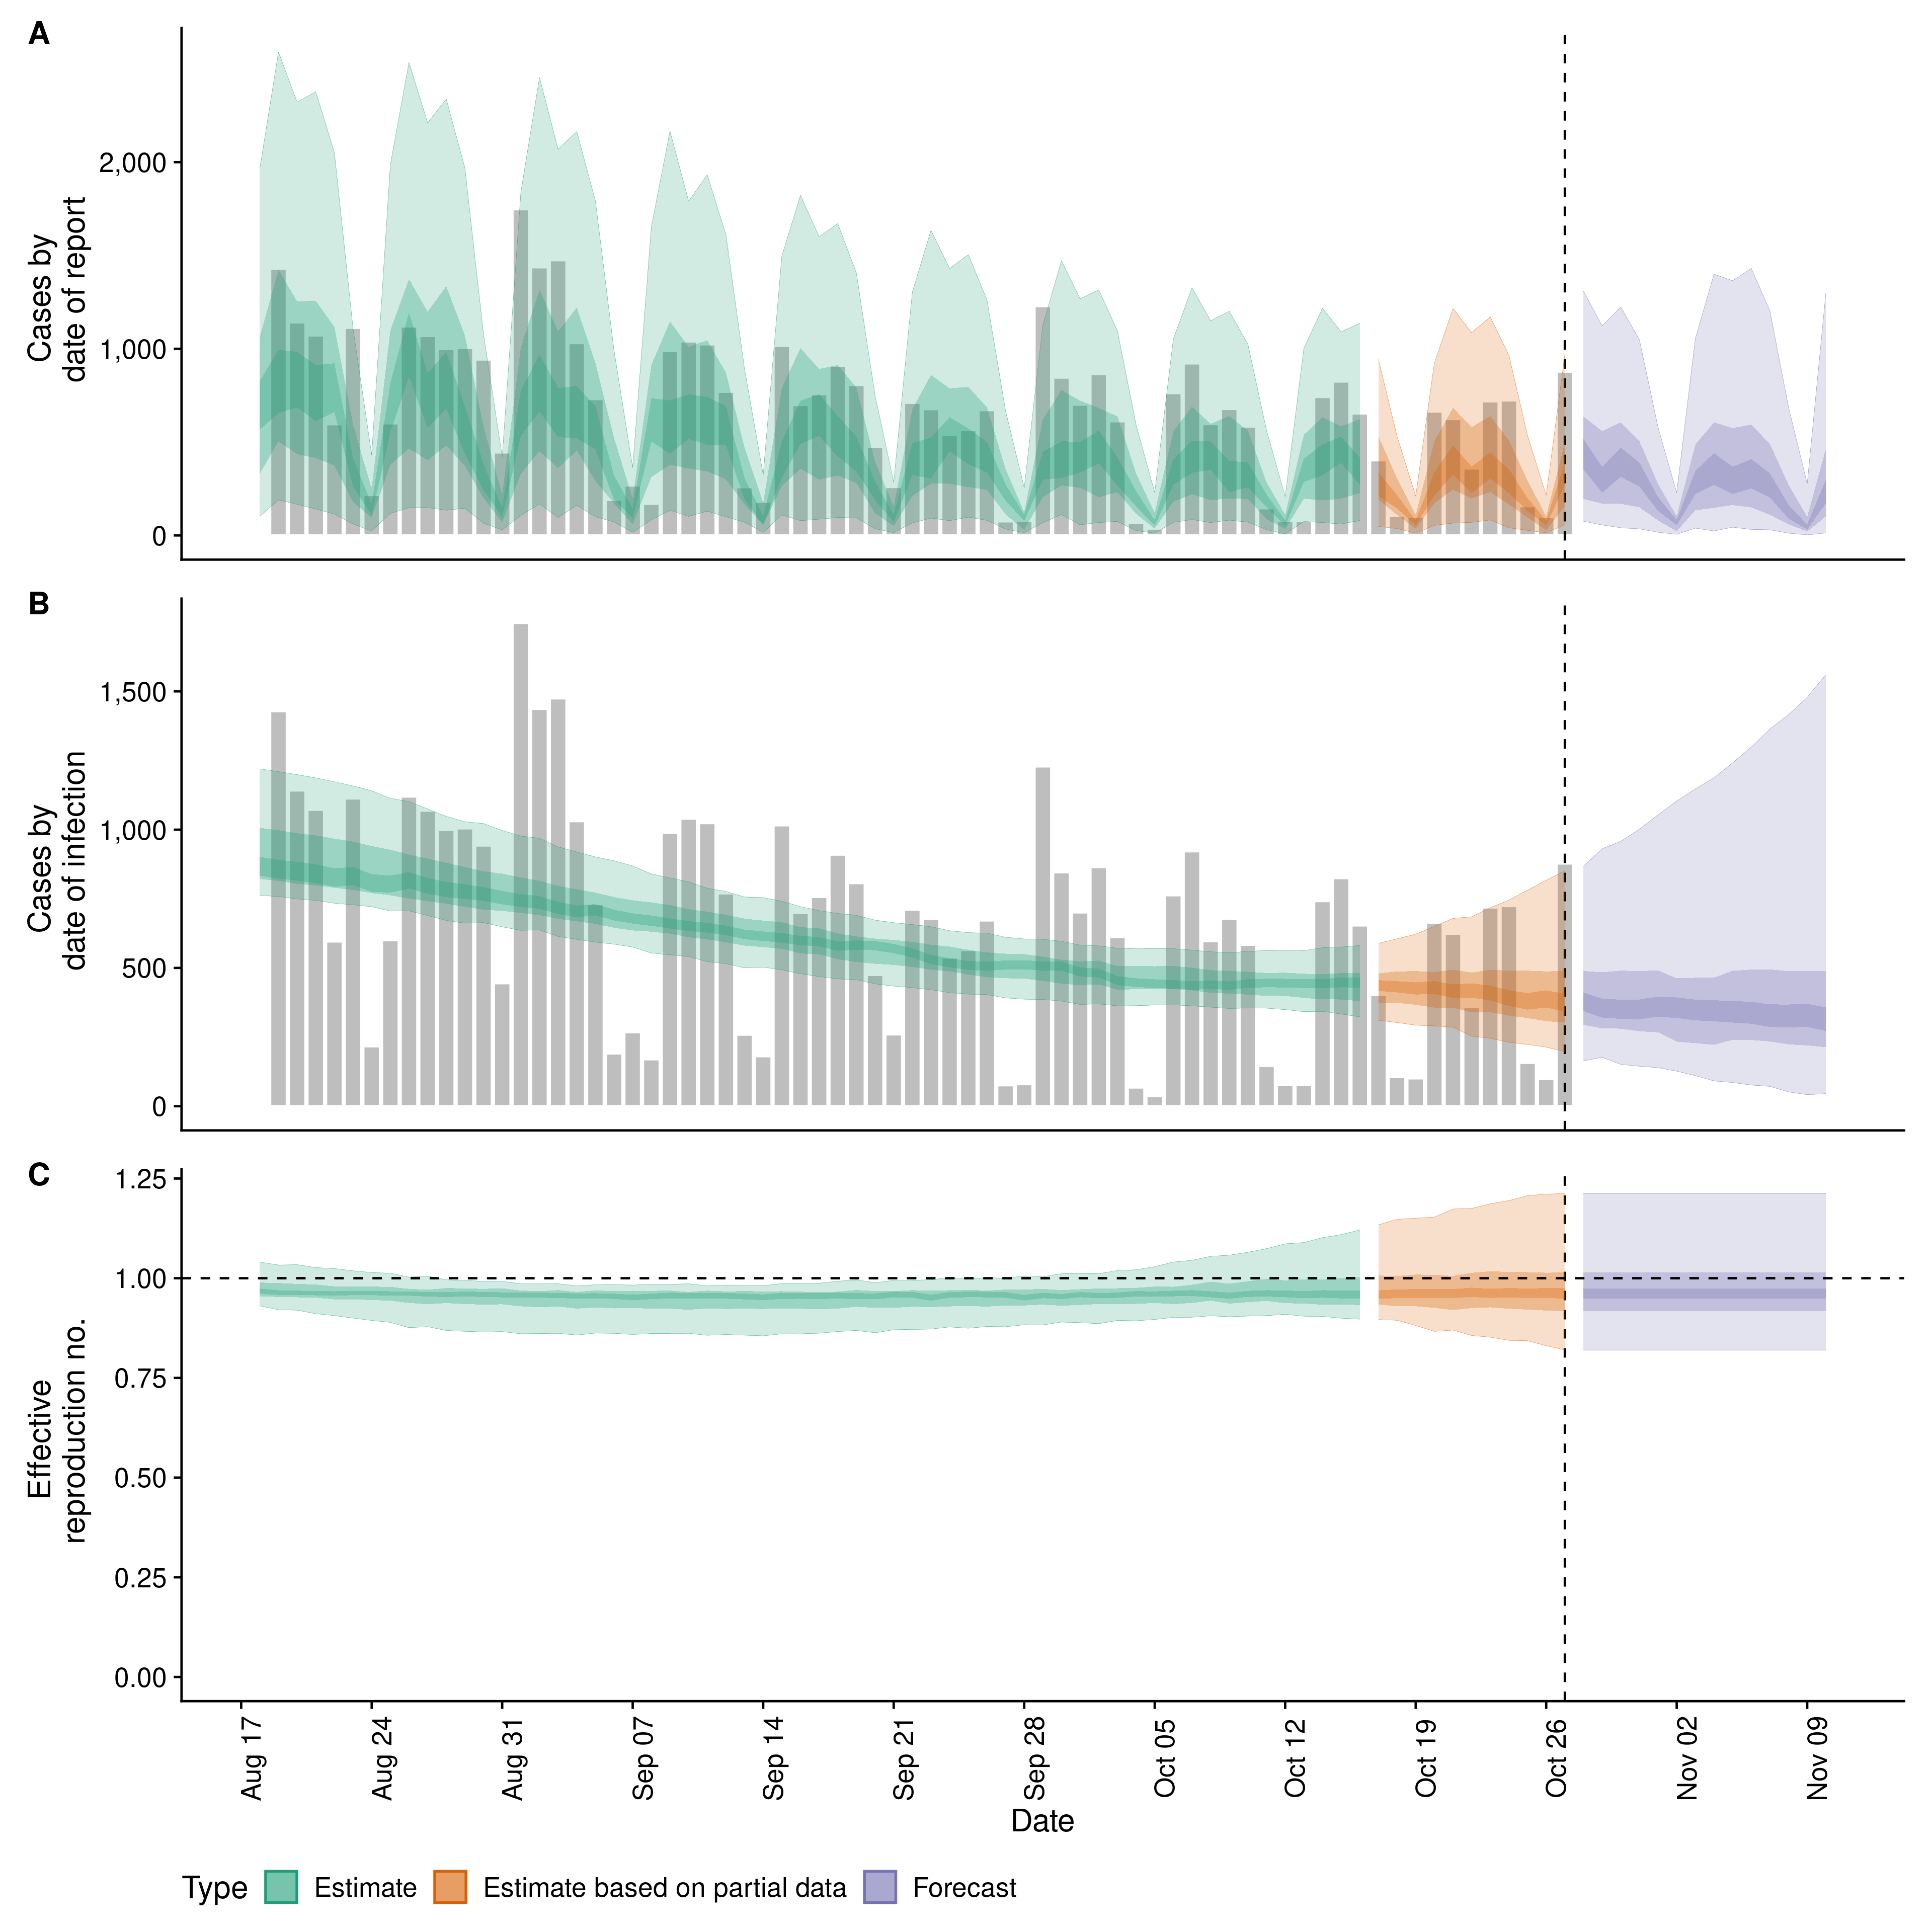 A
Cases by
date of report
2,000
1,000
0
B
Cases by
date of infection
1,500
1,000
500
0
C
Effective
reproduction no.
1.25
1.00
0.75
0.50
0.25
0.00
Aug 17
Aug 24
Aug 31
Sep 07
Sep 14
Sep 21
Sep 28
Oct 05
Oct 12
Oct 19
Oct 26
Nov 02
Nov 09
Date
Type Estimate Estimate based on partial data Forecast